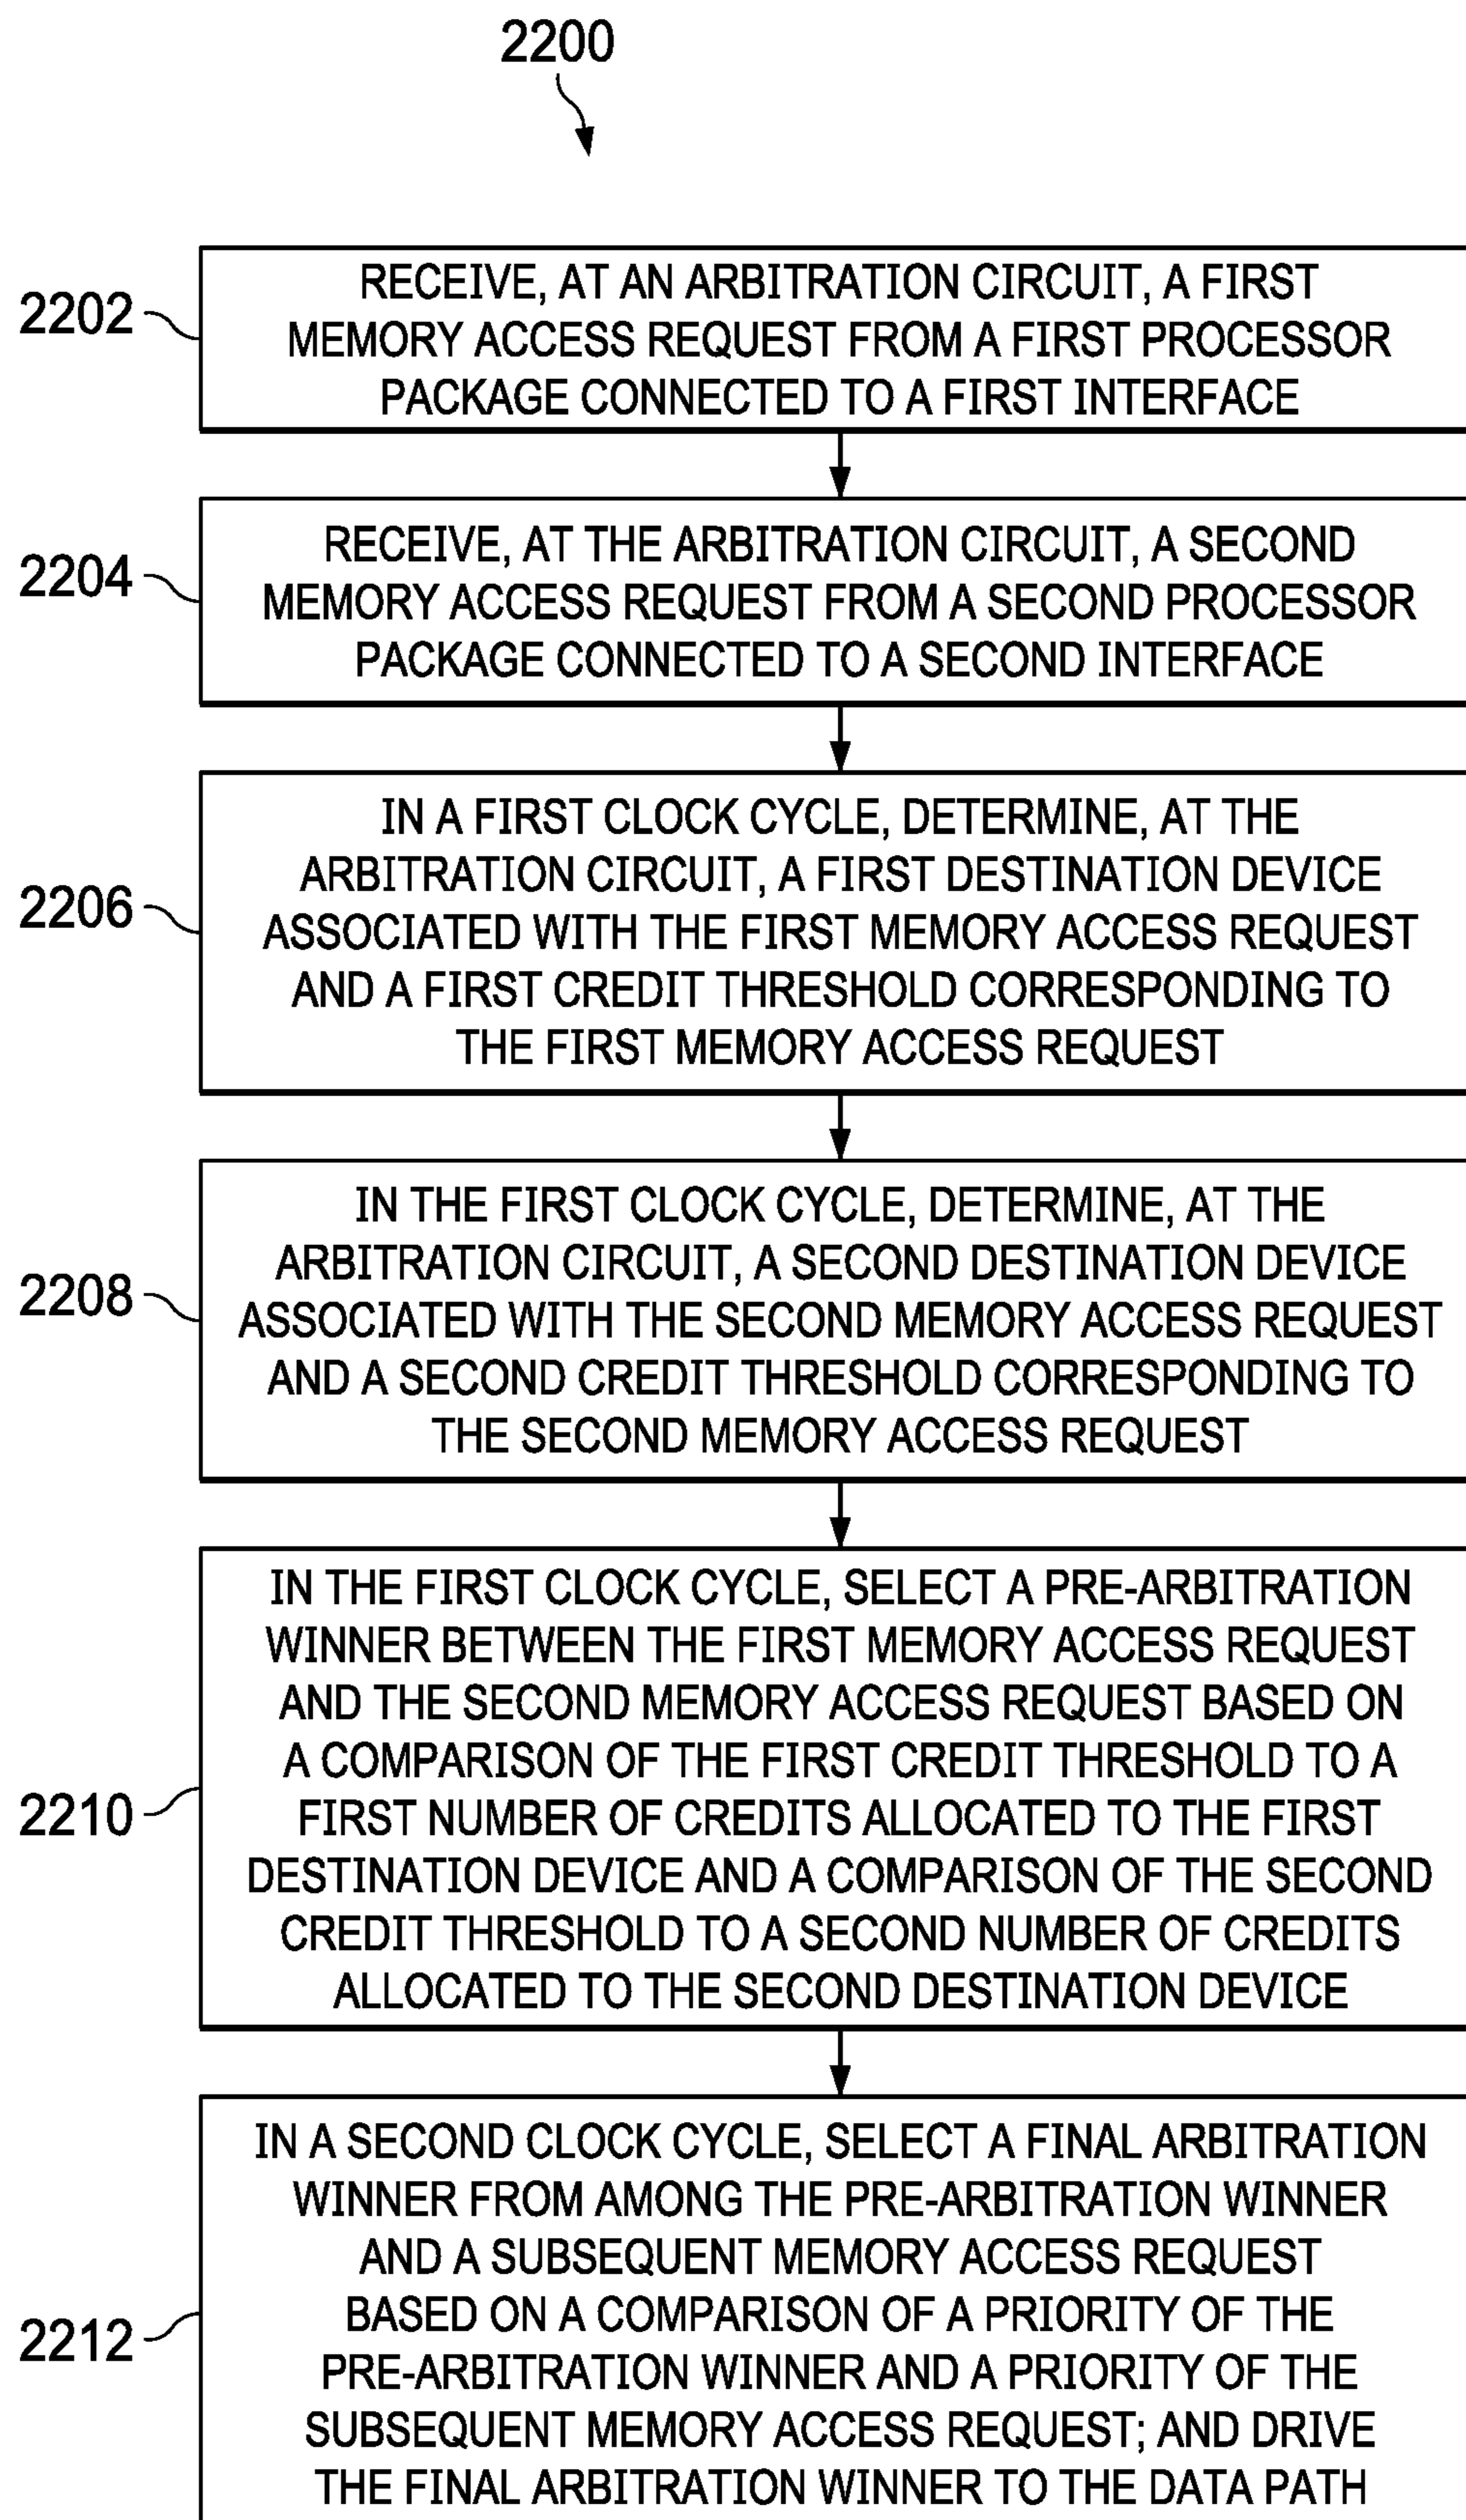 2200
2202
RECEIVE, AT AN ARBITRATION CIRCUIT, A FIRST
MEMORY ACCESS REQUEST FROM A FIRST PROCESSOR
PACKAGE CONNECTED TO A FIRST INTERFACE
2204
RECEIVE, AT THE ARBITRATION CIRCUIT, A SECOND
MEMORY ACCESS REQUEST FROM A SECOND PROCESSOR
PACKAGE CONNECTED TO A SECOND INTERFACE
2206
IN A FIRST CLOCK CYCLE, DETERMINE, AT THE
ARBITRATION CIRCUIT, A FIRST DESTINATION DEVICE
ASSOCIATED WITH THE FIRST MEMORY ACCESS REQUEST
AND A FIRST CREDIT THRESHOLD CORRESPONDING TO
THE FIRST MEMORY ACCESS REQUEST
2208
IN THE FIRST CLOCK CYCLE, DETERMINE, AT THE
ARBITRATION CIRCUIT, A SECOND DESTINATION DEVICE
ASSOCIATED WITH THE SECOND MEMORY ACCESS REQUEST
AND A SECOND CREDIT THRESHOLD CORRESPONDING TO
THE SECOND MEMORY ACCESS REQUEST
2210
IN THE FIRST CLOCK CYCLE, SELECT A PRE-ARBITRATION
WINNER BETWEEN THE FIRST MEMORY ACCESS REQUEST
AND THE SECOND MEMORY ACCESS REQUEST BASED ON
A COMPARISON OF THE FIRST CREDIT THRESHOLD TO A
FIRST NUMBER OF CREDITS ALLOCATED TO THE FIRST
DESTINATION DEVICE AND A COMPARISON OF THE SECOND
CREDIT THRESHOLD TO A SECOND NUMBER OF CREDITS
ALLOCATED TO THE SECOND DESTINATION DEVICE
2212
IN A SECOND CLOCK CYCLE, SELECT A FINAL ARBITRATION
WINNER FROM AMONG THE PRE-ARBITRATION WINNER
AND A SUBSEQUENT MEMORY ACCESS REQUEST
BASED ON A COMPARISON OF A PRIORITY OF THE
PRE-ARBITRATION WINNER AND A PRIORITY OF THE
SUBSEQUENT MEMORY ACCESS REQUEST; AND DRIVE
THE FINAL ARBITRATION WINNER TO THE DATA PATH